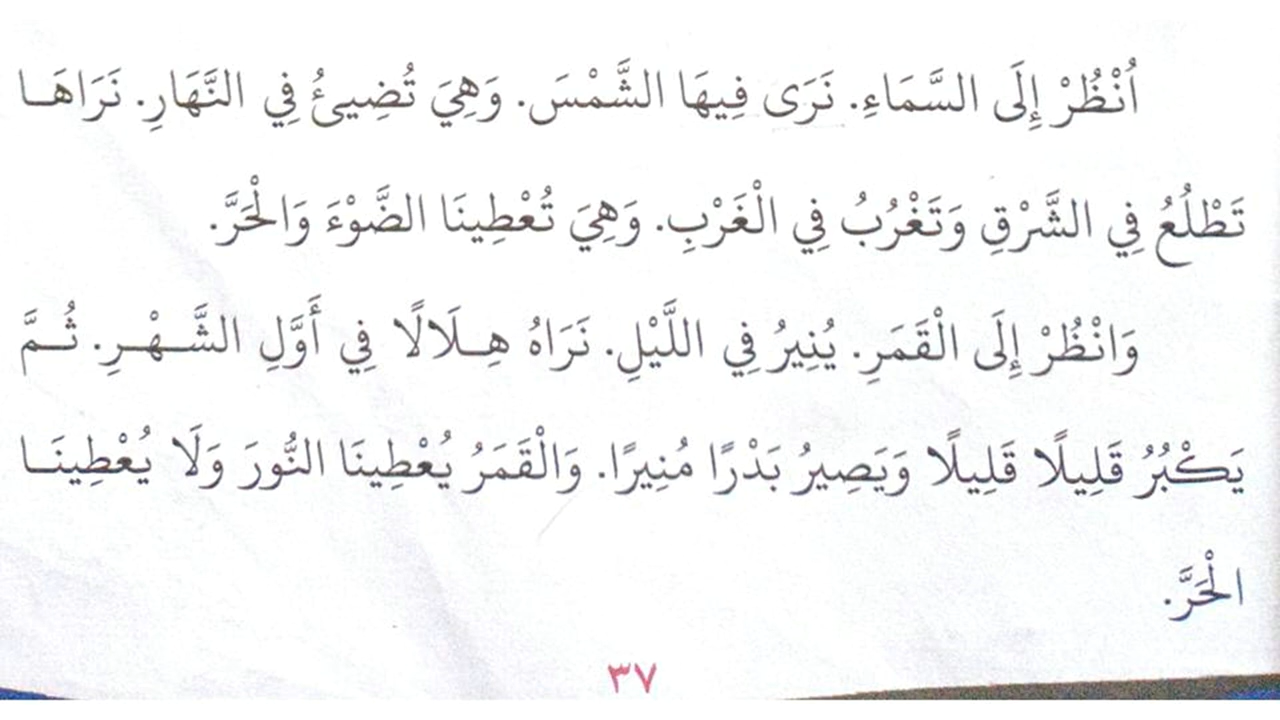 اُنْظُرْ إِلَى السَّمَاءِ. نَرَى فِيهَا الشَّمْسَ. وَهِيَ تُضِيئُ فِي النَّهَارِ. نَرَاهَا
تَطْلُعُ فِي الشَّرْقِ وَتَغْرُبُ فِي الْغَرْبِ. وَهِيَ تُعْطِينَا الضَّوْءَ وَالْحَرَّ.
وَانْظُرْ إِلَى الْقَمَرِ. يُنِيرُ فِي اللَّيْلِ. نَرَاهُ هِلَالًا فِي أَوَّلِ الشَّهْرِ. ثُمَّ
يَكْبُرُ قَلِيلًا قَلِيلًا وَيَصِيرُ بَدْرًا مُنِيرًا. وَالْقَمَرُ يُعْطِينَا النُّورَ وَلَا يُعْطِينَا
الْحَرَّ.
٣٧